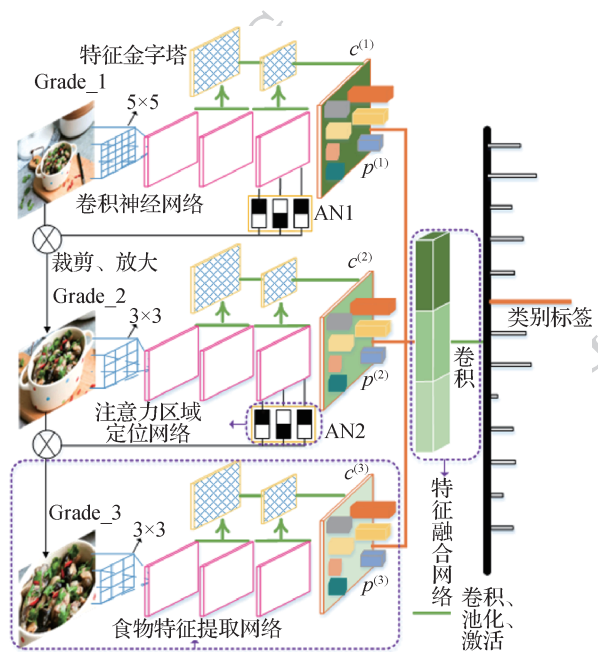 特征金字塔
c(1)
Grade_1
5×5
p(1)
卷积神经网络
AN1
裁剪、放大
c(2)
Grade_2
3×3
类别标签
卷积
p(2)
注意力区域
定位网络
AN2
c(3)
Grade_3
3×3
特征融合网络
p(3)
卷积、
池化、
激活
食物特征提取网络